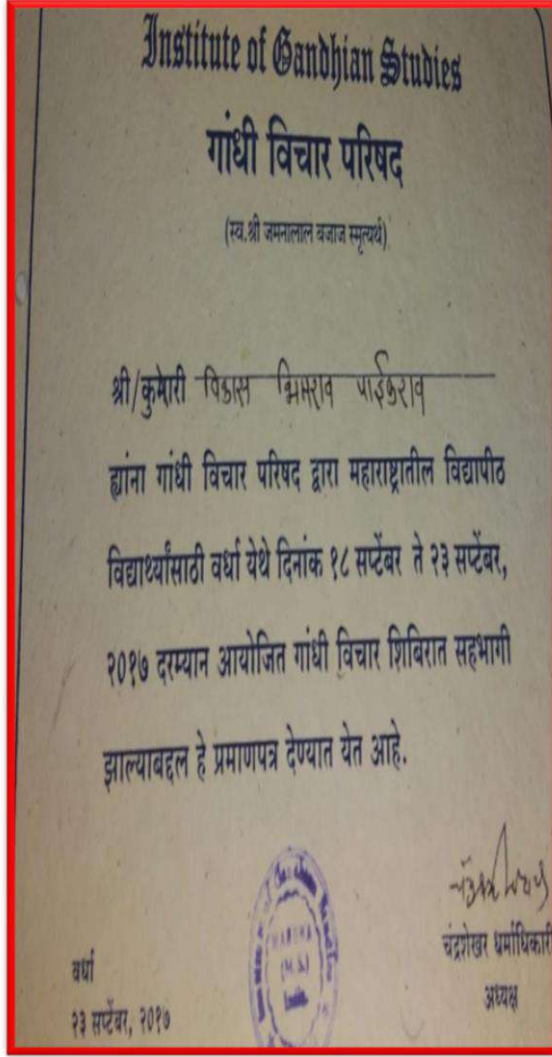 Institute of Gandhian Studies
गांधी विचार परिषद
(स्व.श्री जमनालाल बजाज स्मृत्यर्थ)
श्री/कुमारी विकास भिमराव पाईकराव
ह्यांना गांधी विचार परिषद द्वारा महाराष्ट्रातील विद्यापीठ
विद्यार्थ्यांसाठी वर्धा येथे दिनांक १८ सप्टेंबर ते २३ सप्टेंबर,
२०१७ दरम्यान आयोजित गांधी विचार शिबिरात सहभागी
झाल्याबद्दल हे प्रमाणपत्र देण्यात येत आहे.
WARDHA
(M.S.)
चंद्रशेखर धर्माधिकारी
अध्यक्ष
वर्धा
२३ सप्टेंबर, २०१७